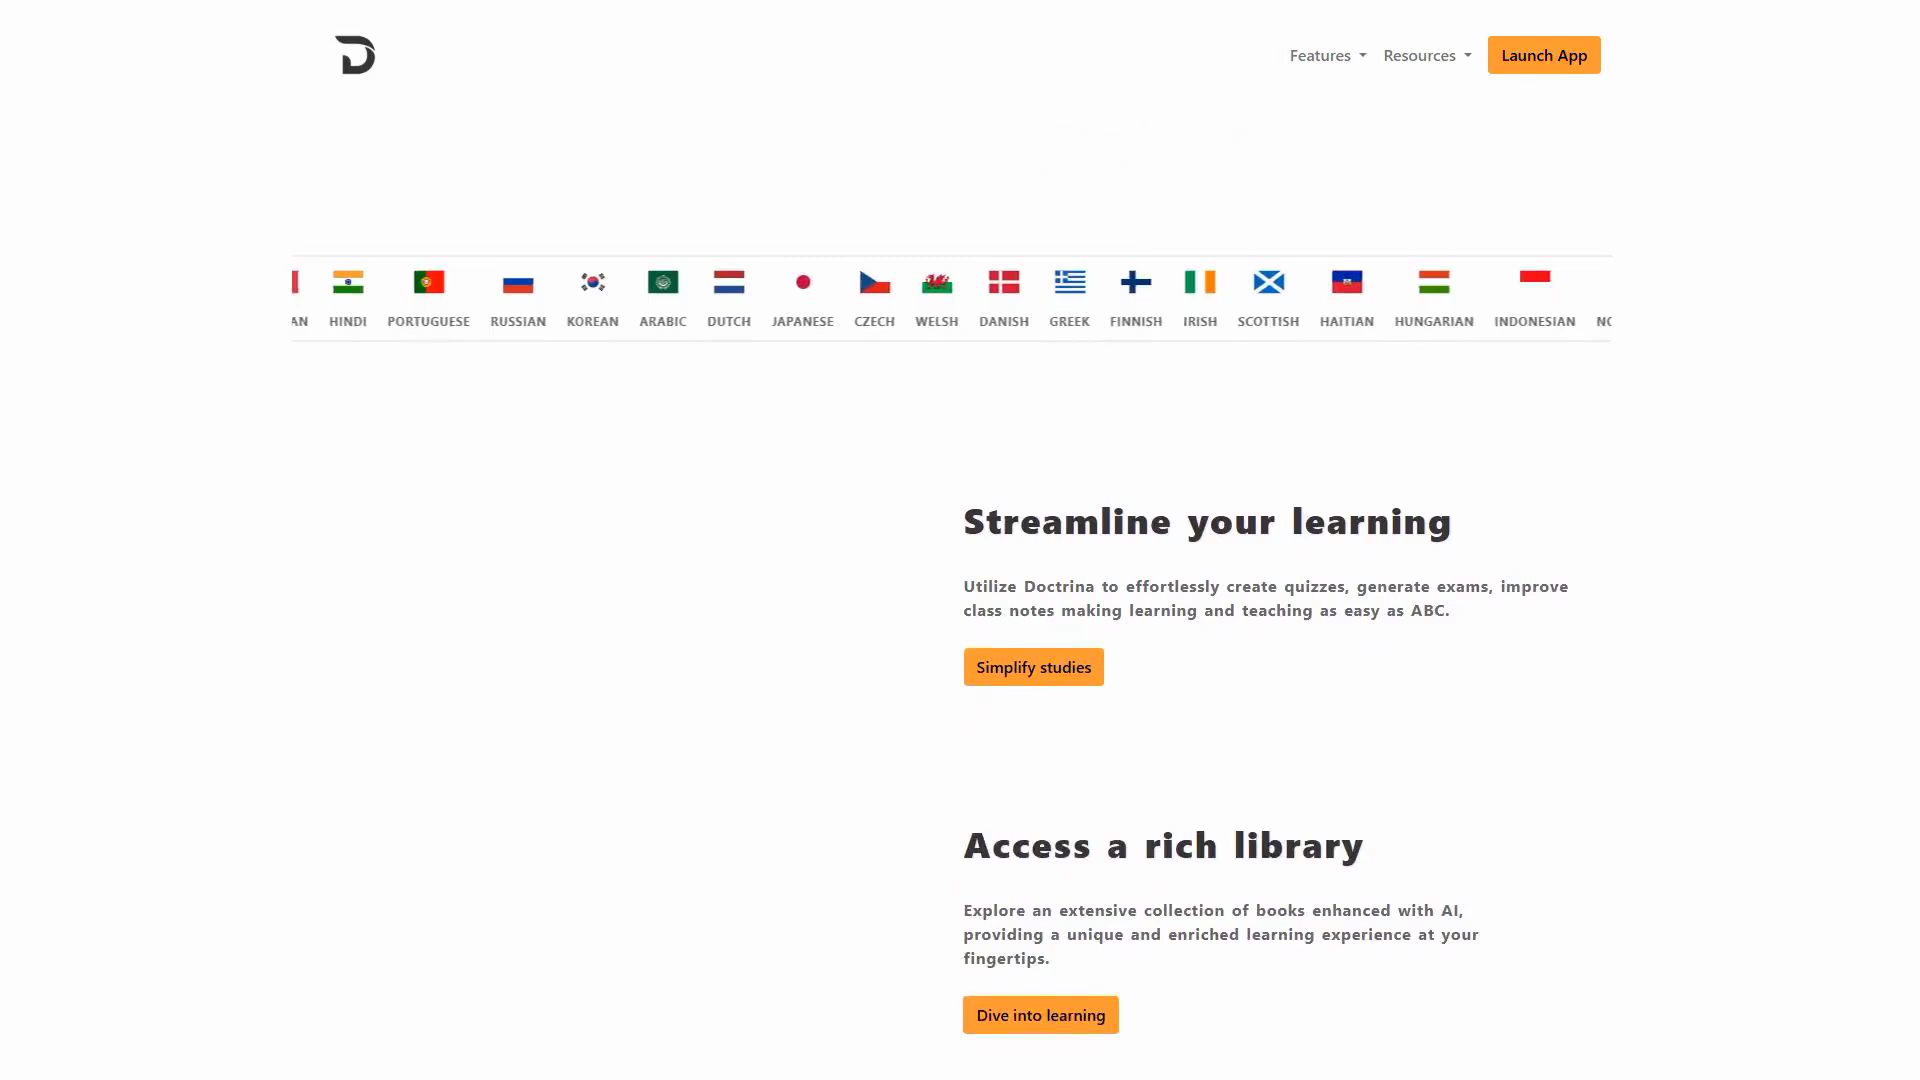 Features
Resources
Launch App
AN HINDI PORTUGUESE RUSSIAN KOREAN ARABIC DUTCH JAPANESE CZECH WELSH DANISH GREEK FINNISH IRISH SCOTTISH HAITIAN HUNGARIAN INDONESIAN NO
Streamline your learning
Utilize Doctrina to effortlessly create quizzes, generate exams, improve
class notes making learning and teaching as easy as ABC.
Simplify studies
Access a rich library
Explore an extensive collection of books enhanced with AI,
providing a unique and enriched learning experience at your
fingertips.
Dive into learning